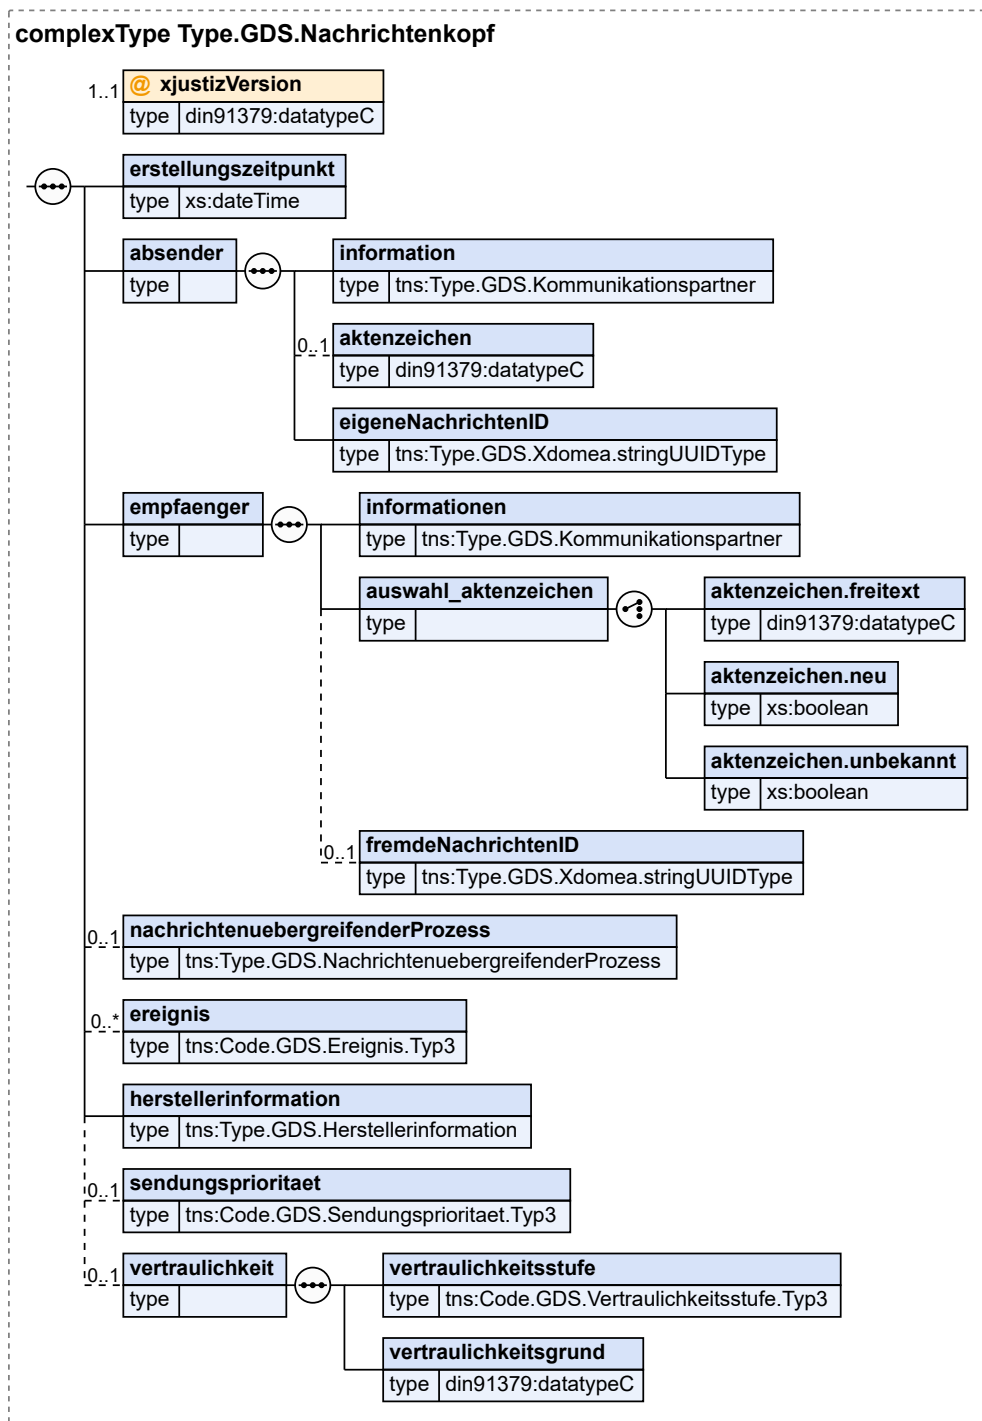 complexType Type.GDS.Nachrichtenkopf
1..1 @ xjustizVersion
type din91379:datatypeC
erstellungszeitpunkt
type xs:dateTime
absender
type
information
type tns:Type.GDS.Kommunikationspartner
0..1 aktenzeichen
type din91379:datatypeC
eigeneNachrichtenID
type tns:Type.GDS.Xdomea.stringUUIDType
empfaenger
type
informationen
type tns:Type.GDS.Kommunikationspartner
auswahl_aktenzeichen
type
aktenzeichen.freitext
type din91379:datatypeC
aktenzeichen.neu
type xs:boolean
aktenzeichen.unbekannt
type xs:boolean
0..1 fremdeNachrichtenID
type tns:Type.GDS.Xdomea.stringUUIDType
0..1 nachrichtenuebergreifenderProzess
type tns:Type.GDS.NachrichtenuebergreifenderProzess
0..* ereignis
type tns:Code.GDS.Ereignis.Typ3
herstellerinformation
type tns:Type.GDS.Herstellerinformation
0..1 sendungsprioritaet
type tns:Code.GDS.Sendungsprioritaet.Typ3
0..1 vertraulichkeit
type
vertraulichkeitsstufe
type tns:Code.GDS.Vertraulichkeitsstufe.Typ3
vertraulichkeitsgrund
type din91379:datatypeC